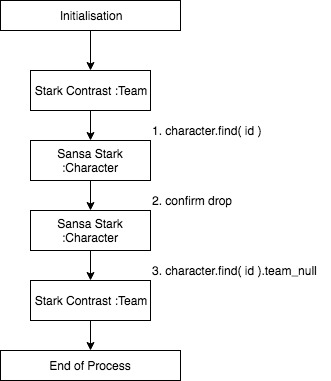 Initialisation
Stark Contrast :Team
1. character.find( id )
Sansa Stark
:Character
2. confirm drop
Sansa Stark
:Character
3. character.find( id ).team_null
Stark Contrast :Team
End of Process